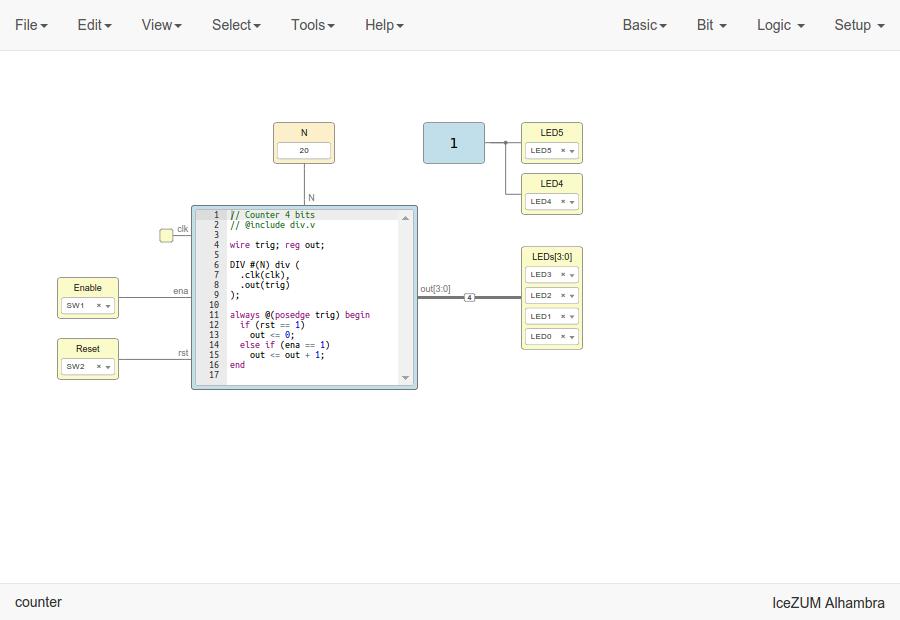 File Edit View Select Tools Help Basic Bit Logic Setup
N
20
N
1
LED5
LED5 ×
LED4
LED4 ×
clk
Enable
SW1 ×
ena
Reset
SW2 ×
rst
1 // Counter 4 bits
2 // @include div.v
3
4 wire trig; reg out;
5
6 DIV #(N) div (
7 .clk(clk),
8 .out(trig)
9 );
10
11 always @(posedge trig) begin
12 if (rst == 1)
13 out <= 0;
14 else if (ena == 1)
15 out <= out + 1;
16 end
17
out[3:0]
4
LEDs[3:0]
LED3 ×
LED2 ×
LED1 ×
LED0 ×
counter
IceZUM Alhambra